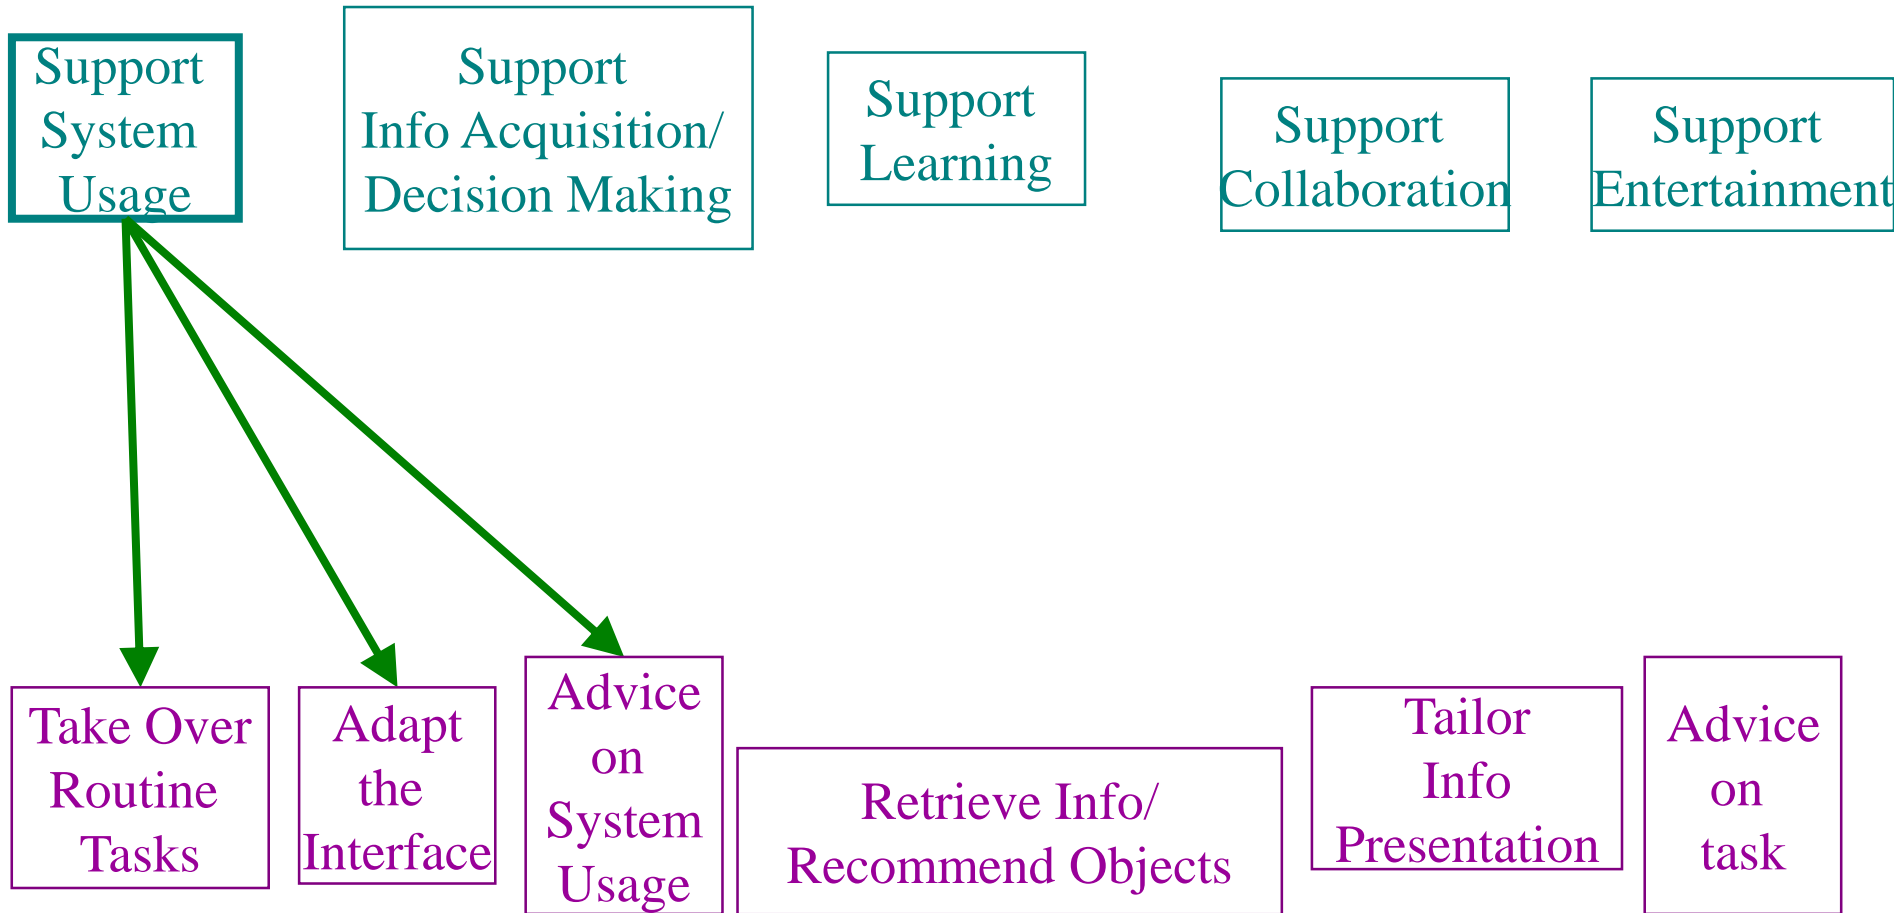 Support
System
Usage
Support
Info Acquisition/
Decision Making
Support
Learning
Support
Collaboration
Support
Entertainment
Take Over
Routine
Tasks
Adapt
the
Interface
Advice
on
System
Usage
Retrieve Info/
Recommend Objects
Tailor
Info
Presentation
Advice
on
task